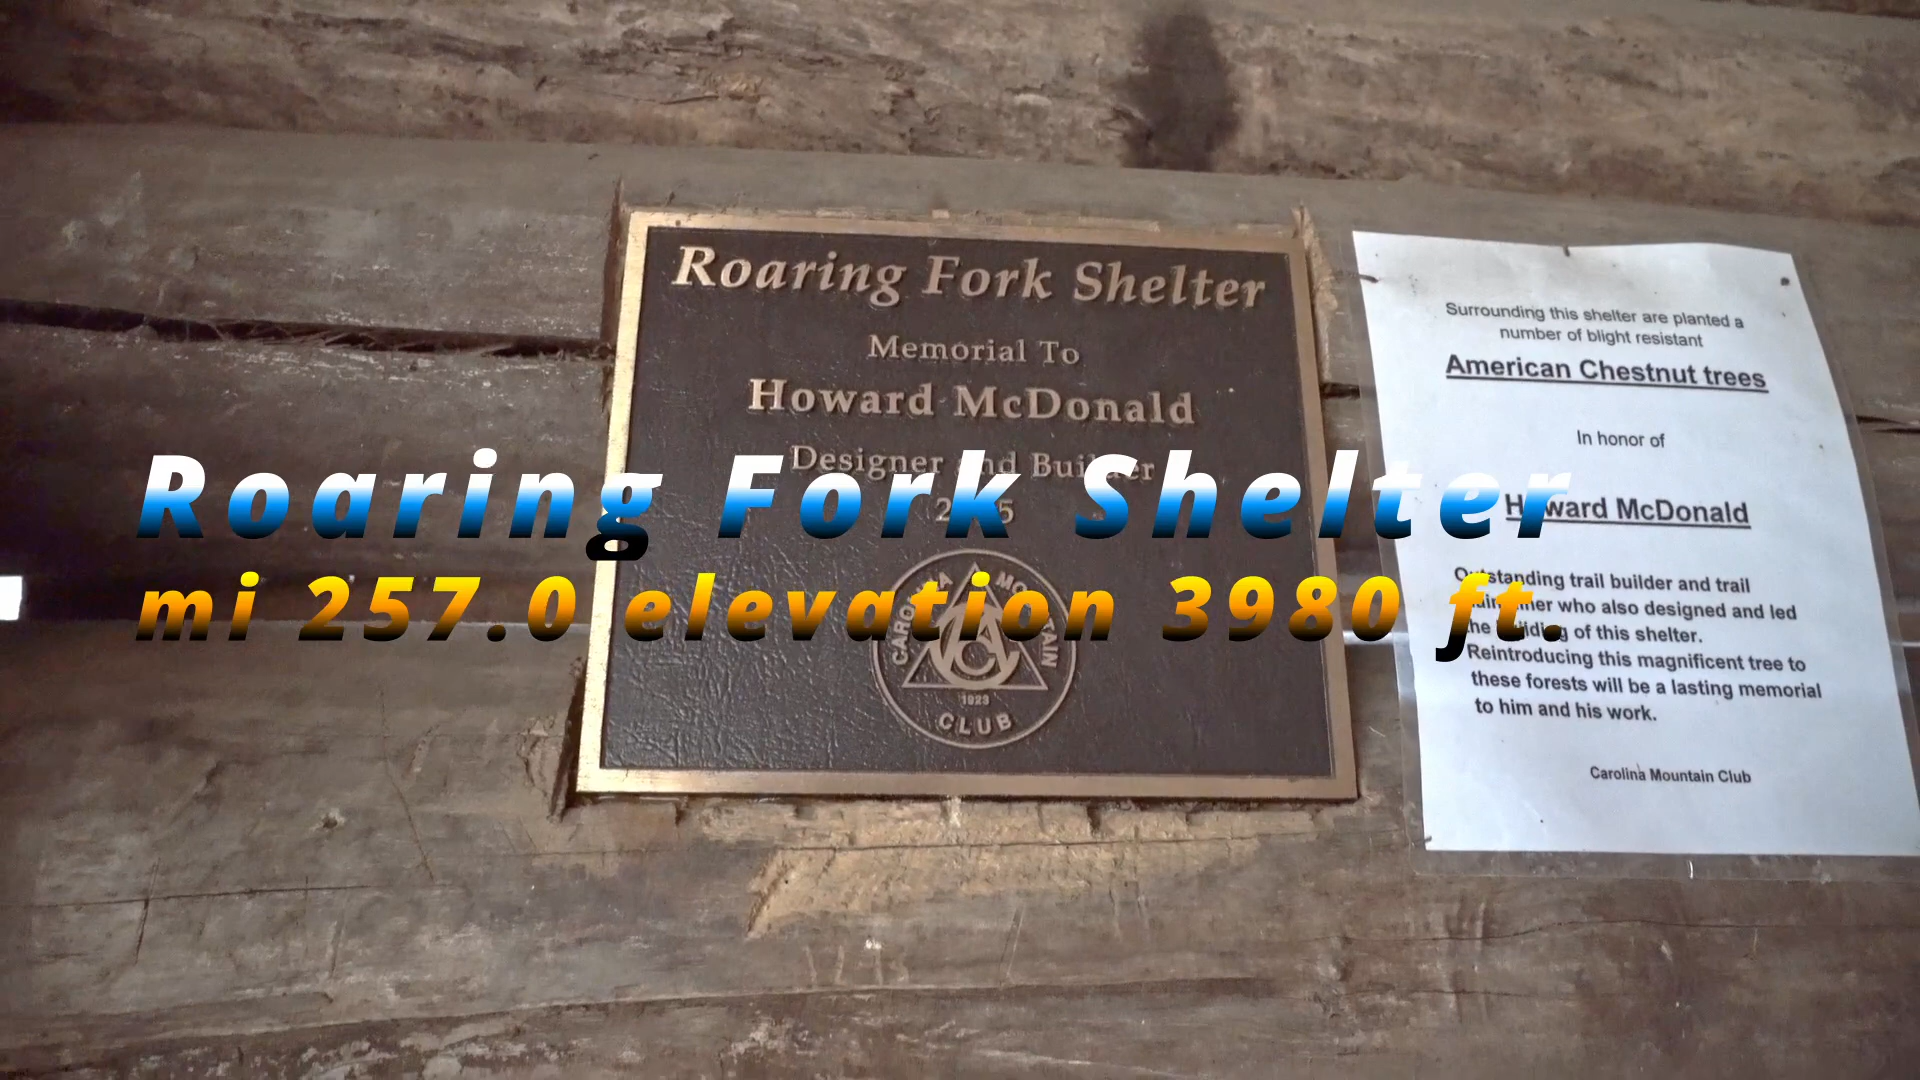 Roaring Fork Shelter
Memorial To
Howard McDonald
Designer and Builder
CAROLINA MOUNTAIN
1923
CLUB
Surrounding this shelter are planted a
number of blight resistant
American Chestnut trees
In honor of
Howard McDonald
Outstanding trail builder and trail
maintainer who also designed and led
the building of this shelter.
Reintroducing this magnificent tree to
these forests will be a lasting memorial
to him and his work.
Carolina Mountain Club
Roaring Fork Shelter
mi 257.0 elevation 3980 ft.